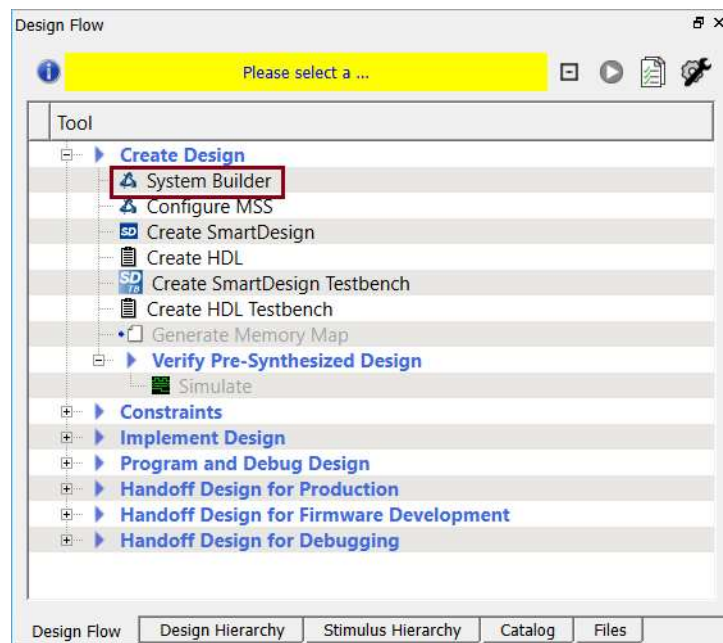 Design Flow
Please select a ...
Tool
Create Design
System Builder
Configure MSS
SD Create SmartDesign
Create HDL
SD TB Create SmartDesign Testbench
Create HDL Testbench
Generate Memory Map
Verify Pre-Synthesized Design
Simulate
Constraints
Implement Design
Program and Debug Design
Handoff Design for Production
Handoff Design for Firmware Development
Handoff Design for Debugging
Design Flow Design Hierarchy Stimulus Hierarchy Catalog Files